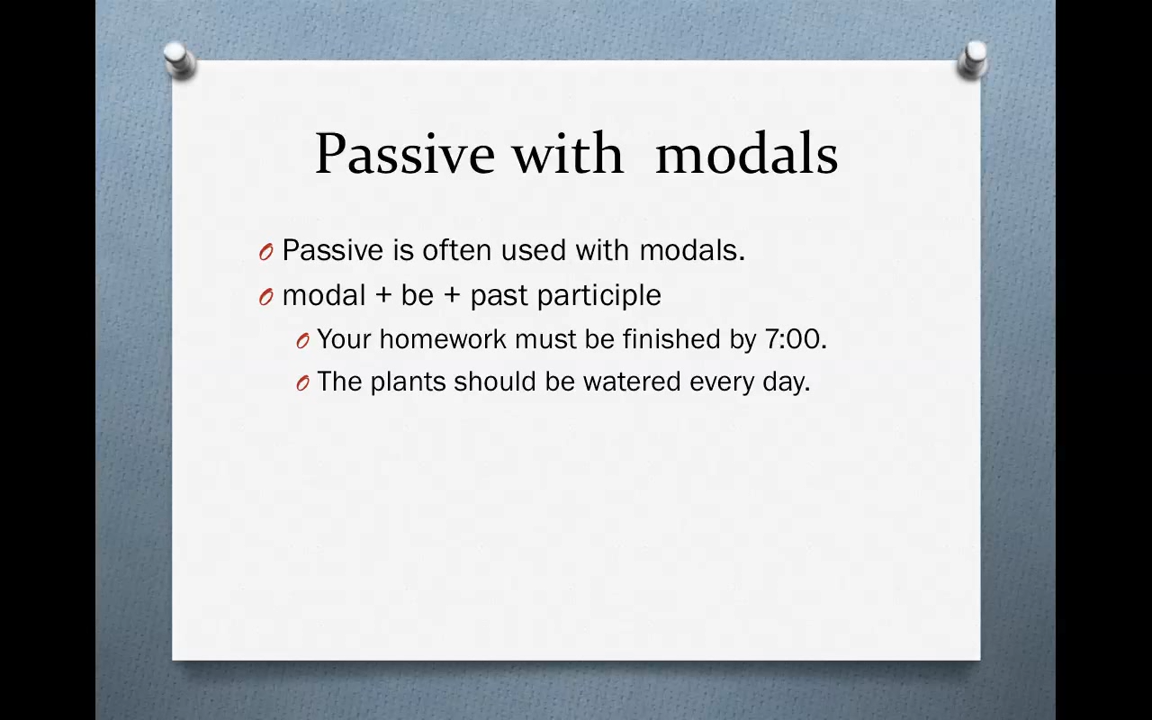 Passive with  modals
Passive is often used with modals.
modal + be + past participle
Your homework must be finished by 7:00.
The plants should be watered every day.